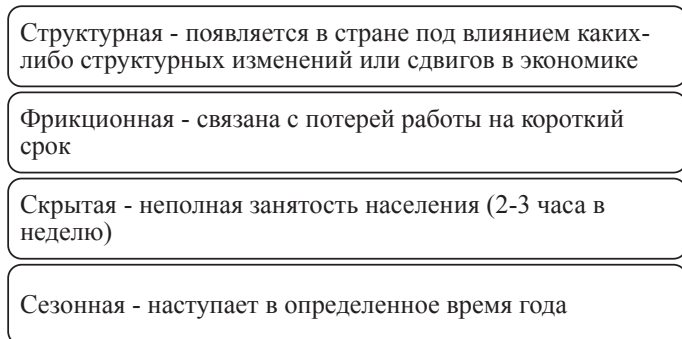 Структурная - появляется в стране под влиянием каких-
либо структурных изменений или сдвигов в экономике
Фрикционная - связана с потерей работы на короткий
срок
Скрытая - неполная занятость населения (2-3 часа в
неделю)
Сезонная - наступает в определенное время года